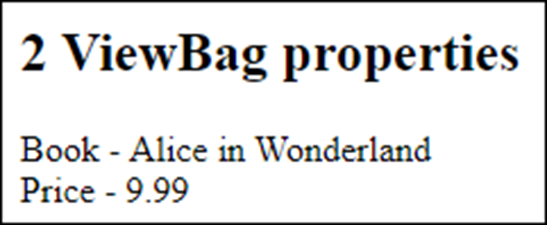 2 ViewBag properties
Book - Alice in Wonderland
Price - 9.99